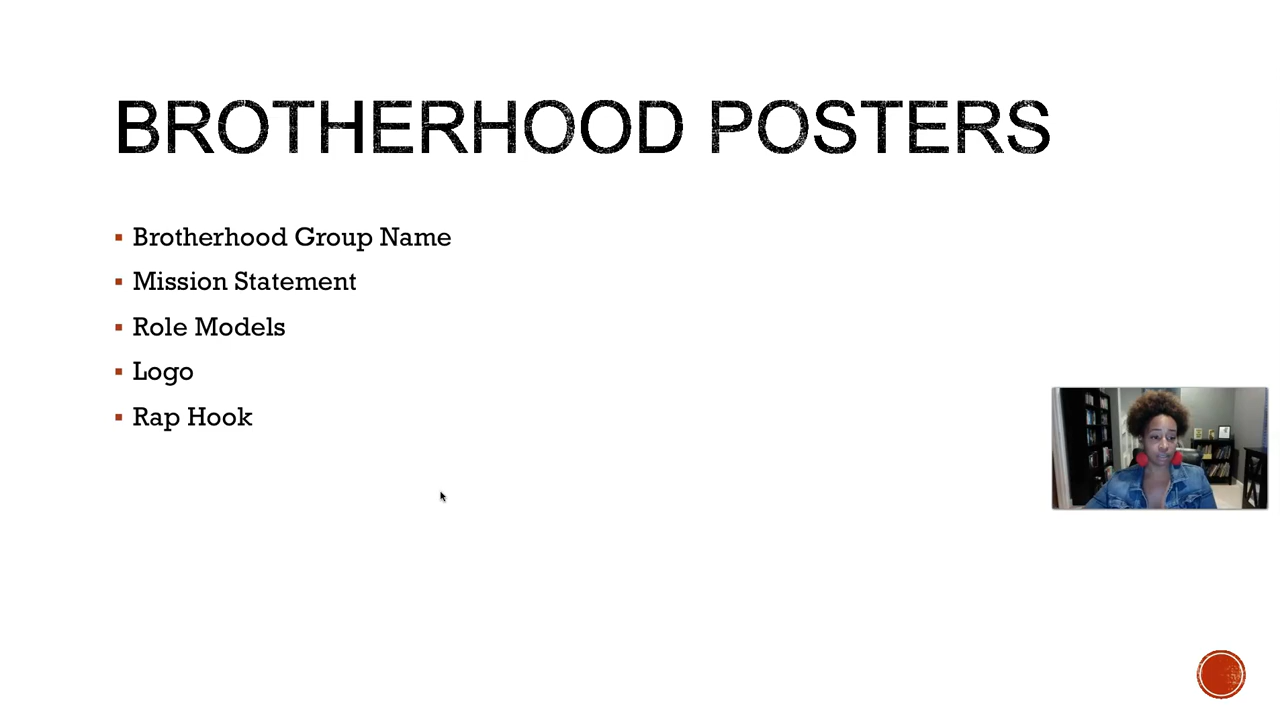 BROTHERHOOD POSTERS
Brotherhood Group Name
Mission Statement
Role Models
Logo
Rap Hook